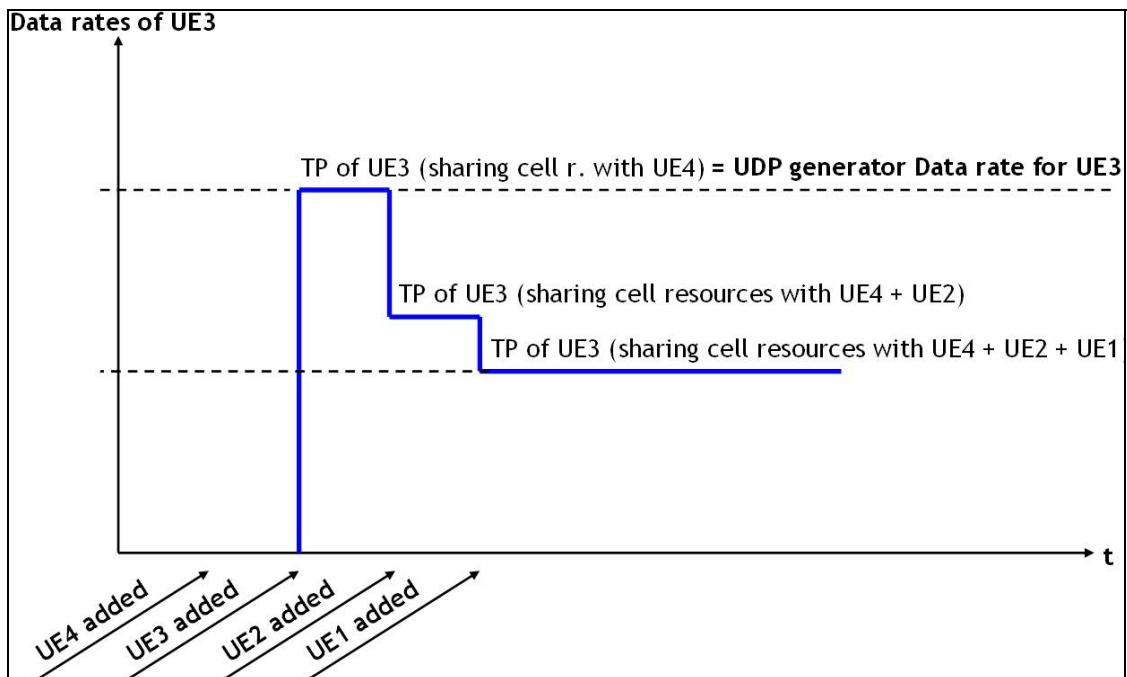 Data rates of UE3
TP of UE3 (sharing cell r. with UE4) = UDP generator Data rate for UE3
TP of UE3 (sharing cell resources with UE4 + UE2)
TP of UE3 (sharing cell resources with UE4 + UE2 + UE1
t
UE4 added
UE3 added
UE2 added
UE1 added